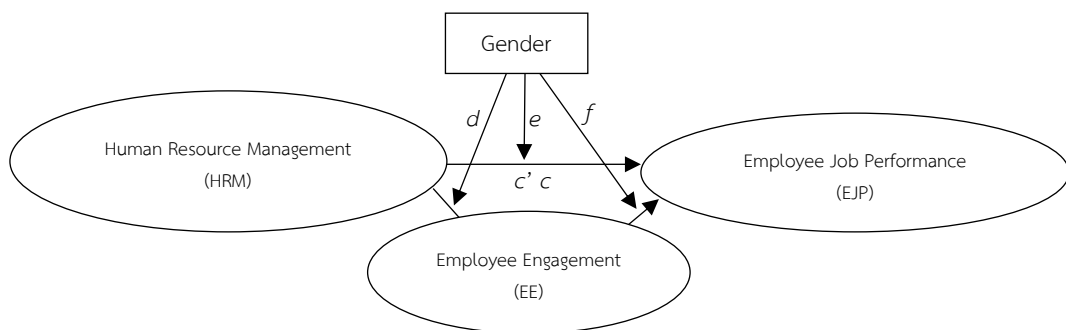 Gender
d
e
f
Human Resource Management
(HRM)
Employee Job Performance
(EJP)
c' c
Employee Engagement
(EE)